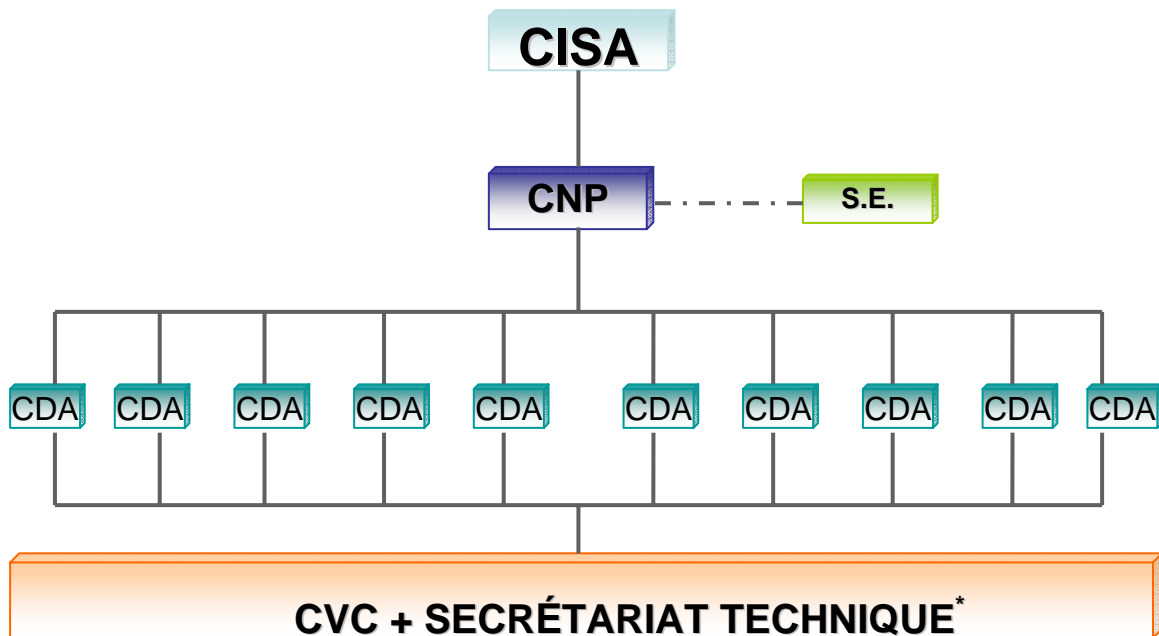 CISA
CNP
S.E.
CDA CDA CDA CDA CDA CDA CDA CDA CDA CDA
CVC + SECRÉTARIAT TECHNIQUE*